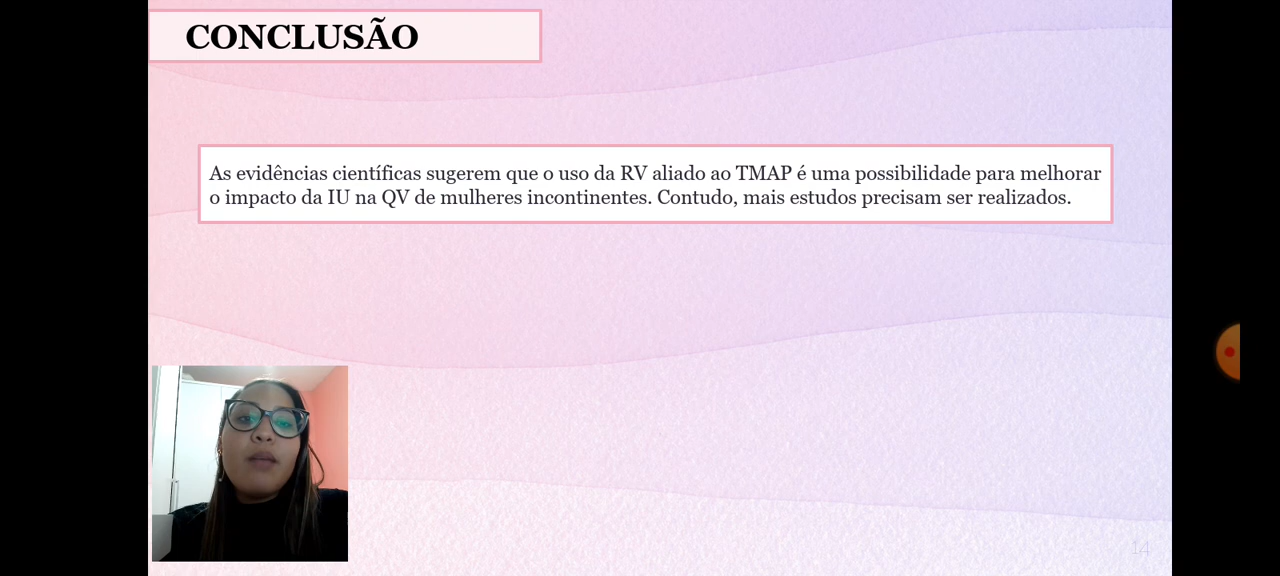 CONCLUSÃO
As evidências científicas sugerem que o uso da RV aliado ao TMAP é uma possibilidade para melhorar
o impacto da IU na QV de mulheres incontinentes. Contudo, mais estudos precisam ser realizados.
14